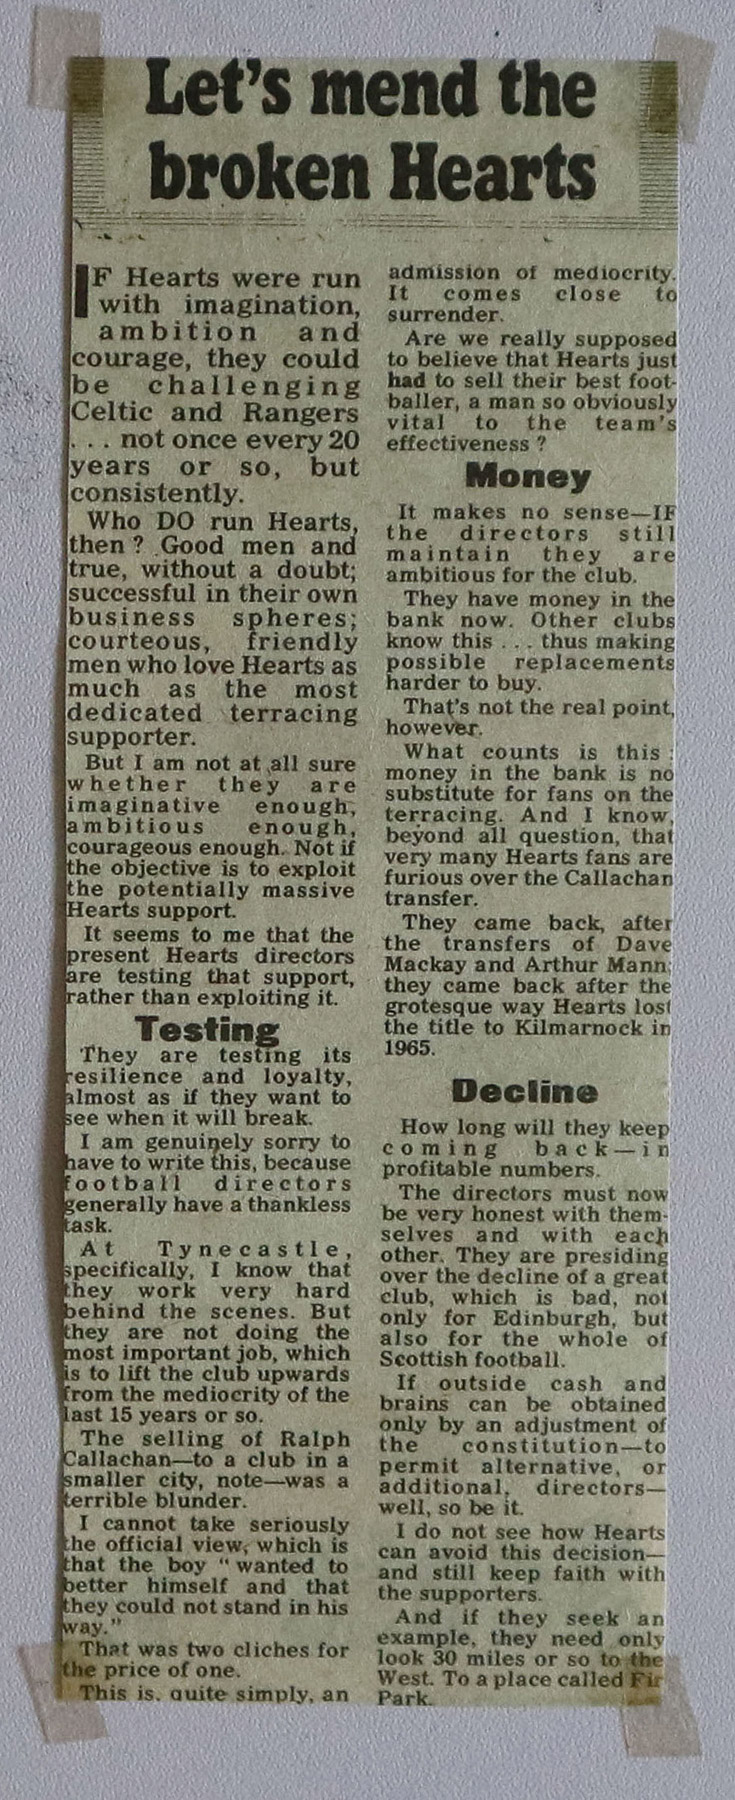 Let's mend the
broken Hearts
IF Hearts were run
with imagination,
ambition and
courage, they could
be challenging
Celtic and Rangers
. . . not once every 20
years or so, but
consistently.
Who DO run Hearts,
then ? Good men and
true, without a doubt;
successful in their own
business spheres;
courteous, friendly
men who love Hearts as
much as the most
dedicated terracing
supporter.
But I am not at all sure
whether they are
imaginative enough,
ambitious enough,
courageous enough. Not if
the objective is to exploit
the potentially massive
Hearts support.
It seems to me that the
present Hearts directors
are testing that support,
rather than exploiting it.
Testing
They are testing its
resilience and loyalty,
almost as if they want to
see when it will break.
I am genuinely sorry to
have to write this, because
football directors
generally have a thankless
task.
At Tynecastle,
specifically, I know that
they work very hard
behind the scenes. But
they are not doing the
most important job, which
is to lift the club upwards
from the mediocrity of the
last 15 years or so.
The selling of Ralph
Callachan—to a club in a
smaller city, note—was a
terrible blunder.
I cannot take seriously
the official view, which is
that the boy " wanted to
better himself and that
they could not stand in his
way."
That was two cliches for
the price of one.
This is, quite simply, an
admission of mediocrity.
It comes close to
surrender.
Are we really supposed
to believe that Hearts just
had to sell their best foot-
baller, a man so obviously
vital to the team's
effectiveness ?
Money
It makes no sense—IF
the directors still
maintain they are
ambitious for the club.
They have money in the
bank now. Other clubs
know this . . . thus making
possible replacements
harder to buy.
That's not the real point,
however.
What counts is this :
money in the bank is no
substitute for fans on the
terracing. And I know,
beyond all question, that
very many Hearts fans are
furious over the Callachan
transfer.
They came back, after
the transfers of Dave
Mackay and Arthur Mann;
they came back after the
grotesque way Hearts lost
the title to Kilmarnock in
1965.
Decline
How long will they keep
coming back—in
profitable numbers.
The directors must now
be very honest with them-
selves and with each
other. They are presiding
over the decline of a great
club, which is bad, not
only for Edinburgh, but
also for the whole of
Scottish football.
If outside cash and
brains can be obtained
only by an adjustment of
the constitution—to
permit alternative, or
additional, directors—
well, so be it.
I do not see how Hearts
can avoid this decision—
and still keep faith with
the supporters.
And if they seek an
example, they need only
look 30 miles or so to the
West. To a place called Fir
Park.